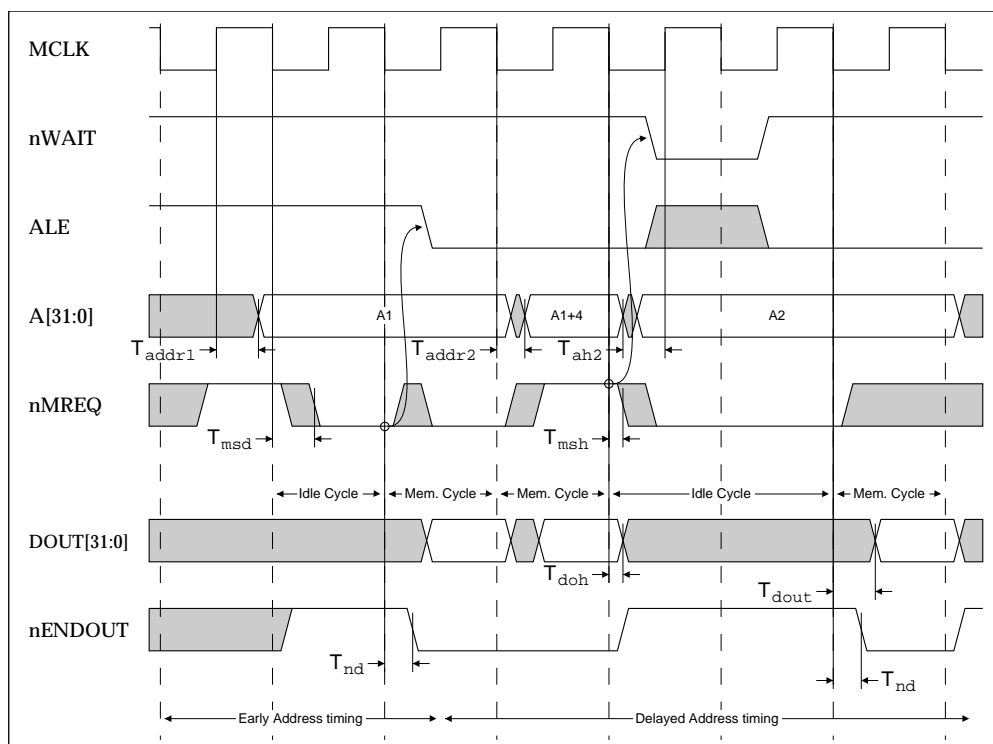 MCLK
nWAIT
ALE
A[31:0]
A1
A1+4
A2
Taddr1
Taddr2
Tah2
nMREQ
Tmsd
Tmsh
Idle Cycle
Mem. Cycle
Mem. Cycle
Idle Cycle
Mem. Cycle
DOUT[31:0]
Tdoh
Tdout
nENDOUT
Tnd
Tnd
Early Address timing
Delayed Address timing